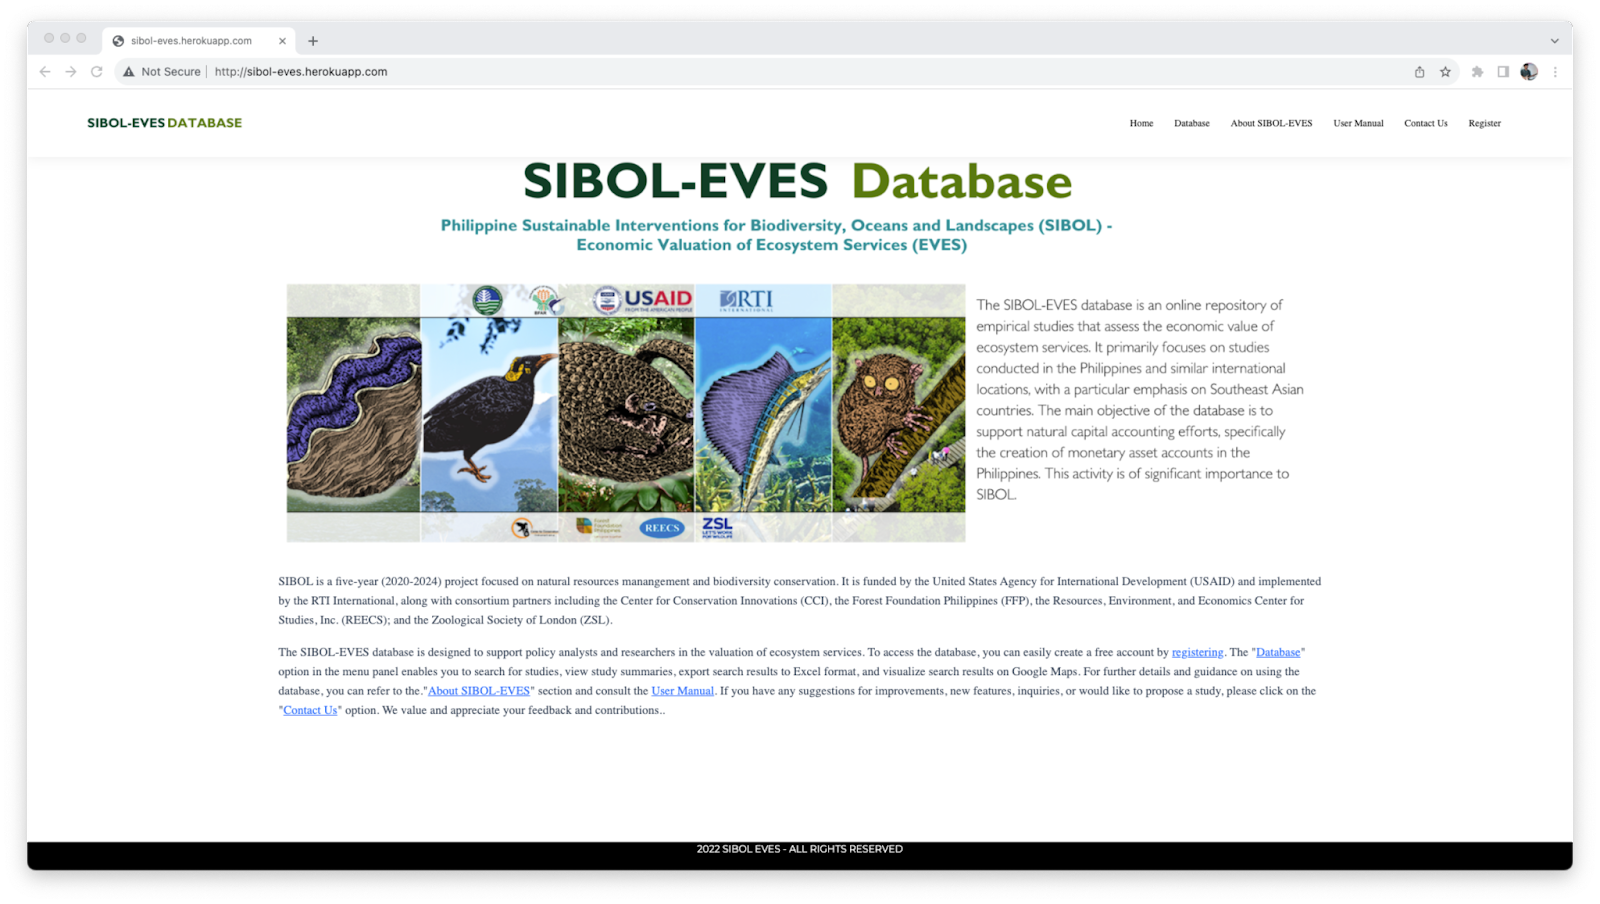 sibol-eves.herokuapp.com
Not Secure http://sibol-eves.herokuapp.com
SIBOL-EVES DATABASE
Home Database About SIBOL-EVES User Manual Contact Us Register
SIBOL-EVES Database
Philippine Sustainable Interventions for Biodiversity, Oceans and Landscapes (SIBOL) -
Economic Valuation of Ecosystem Services (EVES)
BFAR
USAID
FROM THE AMERICAN PEOPLE
RTI
INTERNATIONAL
The SIBOL-EVES database is an online repository of
empirical studies that assess the economic value of
ecosystem services. It primarily focuses on studies
conducted in the Philippines and similar international
locations, with a particular emphasis on Southeast Asian
countries. The main objective of the database is to
support natural capital accounting efforts, specifically
the creation of monetary asset accounts in the
Philippines. This activity is of significant importance to
SIBOL.
Forest
Foundation
Philippines
REECS
ZSL
LET'S WORK
FOR WILDLIFE
SIBOL is a five-year (2020-2024) project focused on natural resources manangement and biodiversity conservation. It is funded by the United States Agency for International Development (USAID) and implemented
by the RTI International, along with consortium partners including the Center for Conservation Innovations (CCI), the Forest Foundation Philippines (FFP), the Resources, Environment, and Economics Center for
Studies, Inc. (REECS); and the Zoological Society of London (ZSL).
The SIBOL-EVES database is designed to support policy analysts and researchers in the valuation of ecosystem services. To access the database, you can easily create a free account by registering. The "Database"
option in the menu panel enables you to search for studies, view study summaries, export search results to Excel format, and visualize search results on Google Maps. For further details and guidance on using the
database, you can refer to the."About SIBOL-EVES" section and consult the User Manual. If you have any suggestions for improvements, new features, inquiries, or would like to propose a study, please click on the
"Contact Us" option. We value and appreciate your feedback and contributions..
2022 SIBOL EVES - ALL RIGHTS RESERVED